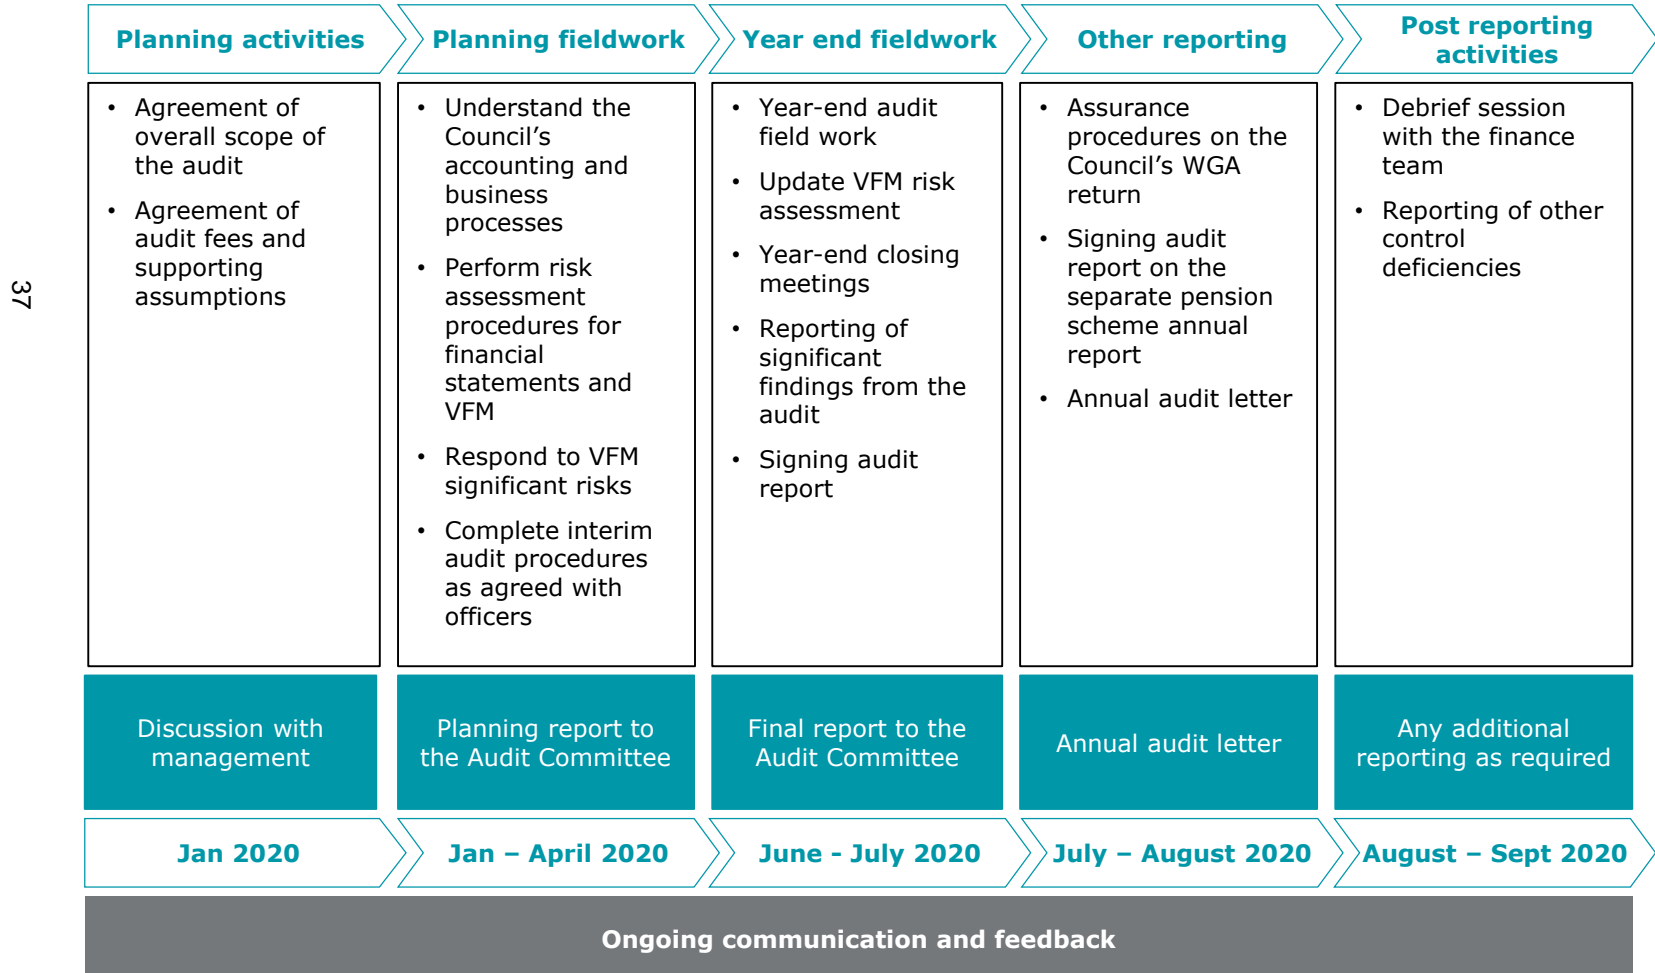 Planning activities
Planning fieldwork
Year end fieldwork
Other reporting
Post reporting
activities
• Agreement of
overall scope of
the audit
• Agreement of
audit fees and
supporting
assumptions
• Understand the
Council’s
accounting and
business
processes
• Perform risk
assessment
procedures for
financial
statements and
VFM
• Respond to VFM
significant risks
• Complete interim
audit procedures
as agreed with
officers
• Year-end audit
field work
• Update VFM risk
assessment
• Year-end closing
meetings
• Reporting of
significant
findings from the
audit
• Signing audit
report
• Assurance
procedures on the
Council’s WGA
return
• Signing audit
report on the
separate pension
scheme annual
report
• Annual audit letter
• Debrief session
with the finance
team
• Reporting of other
control
deficiencies
37
Discussion with
management
Planning report to
the Audit Committee
Final report to the
Audit Committee
Annual audit letter
Any additional
reporting as required
Jan 2020
Jan – April 2020
June - July 2020
July – August 2020
August – Sept 2020
Ongoing communication and feedback